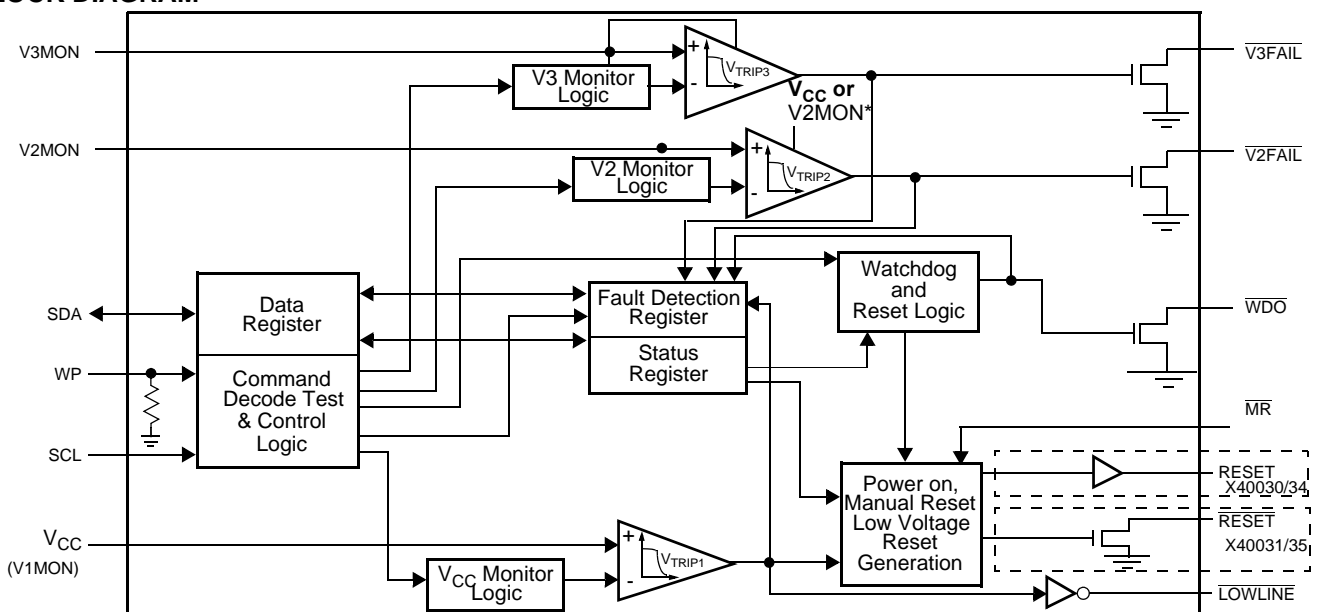 BLOCK DIAGRAM
V3MON
V3 Monitor
Logic
+
-
VTRIP3
V3FAIL
VCC or
V2MON*
V2MON
V2 Monitor
Logic
+
-
VTRIP2
V2FAIL
SDA
WP
SCL
Data
Register
Command
Decode Test
& Control
Logic
Fault Detection
Register
Status
Register
Watchdog
and
Reset Logic
WDO
MR
Power on,
Manual Reset
Low Voltage
Reset
Generation
RESET
X40030/34
RESET
X40031/35
VCC
(V1MON)
VCC Monitor
Logic
+
-
VTRIP1
LOWLINE